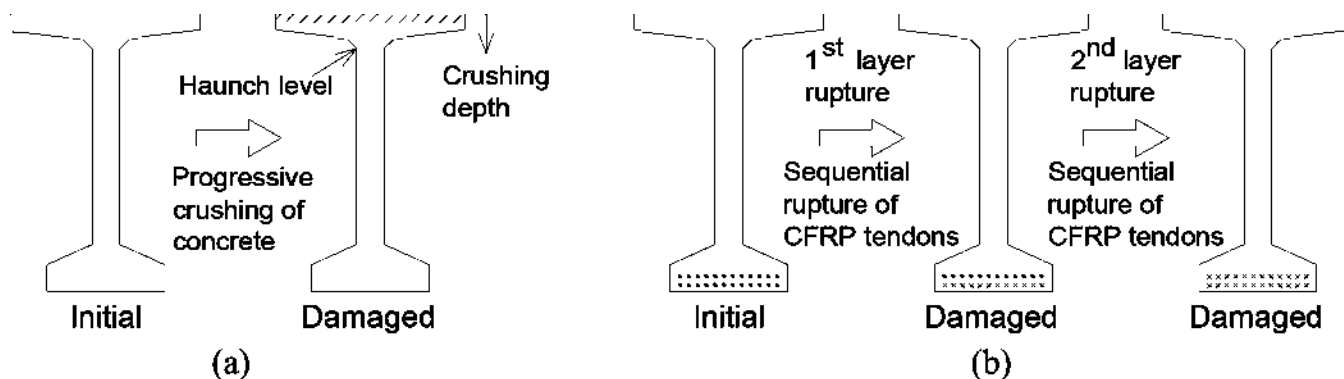 Haunch level
Crushing
depth
Progressive
crushing of
concrete
Initial
Damaged
(a)
1st layer
rupture
Sequential
rupture of
CFRP tendons
2nd layer
rupture
Sequential
rupture of
CFRP tendons
Initial
Damaged
Damaged
(b)